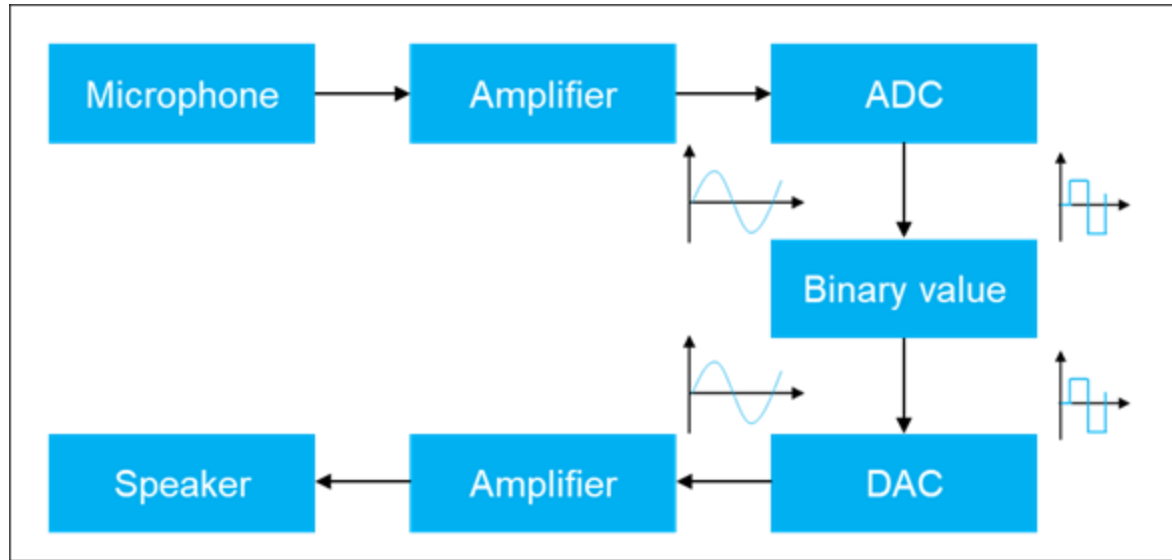 Microphone
Amplifier
ADC
Binary value
Speaker
Amplifier
DAC